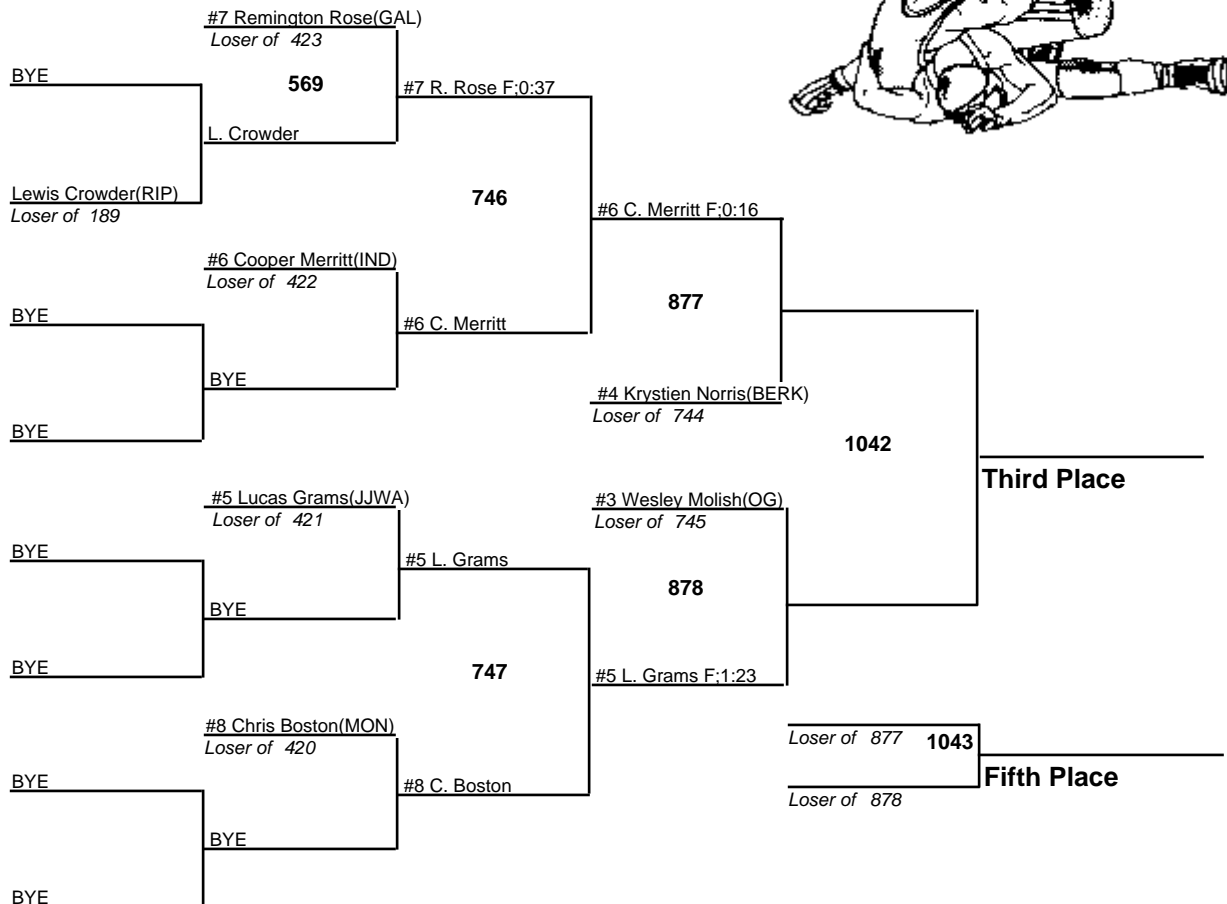 #7 Remington Rose(GAL)
Loser of 423
BYE
569
#7 R. Rose F;0:37
L. Crowder
Lewis Crowder(RIP)
Loser of 189
746
#6 C. Merritt F;0:16
#6 Cooper Merritt(IND)
Loser of 422
877
BYE
#6 C. Merritt
BYE
#4 Krystien Norris(BERK)
Loser of 744
BYE
1042
Third Place
#5 Lucas Grams(JJWA)
Loser of 421
#3 Wesley Molish(OG)
Loser of 745
BYE
#5 L. Grams
878
BYE
BYE
747
#5 L. Grams F;1:23
#8 Chris Boston(MON)
Loser of 420
Loser of 877
1043
Fifth Place
BYE
#8 C. Boston
Loser of 878
BYE
BYE